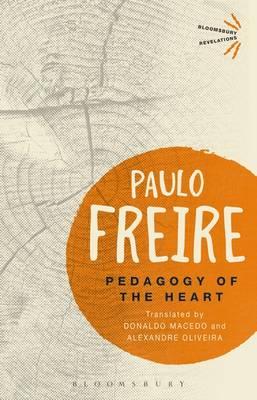 BLOOMSBURY
REVELATIONS
PAULO
FREIRE
PEDAGOGY OF
THE HEART
Translated by
DONALDO MACEDO and
ALEXANDRE OLIVEIRA
BLOOMSBURY